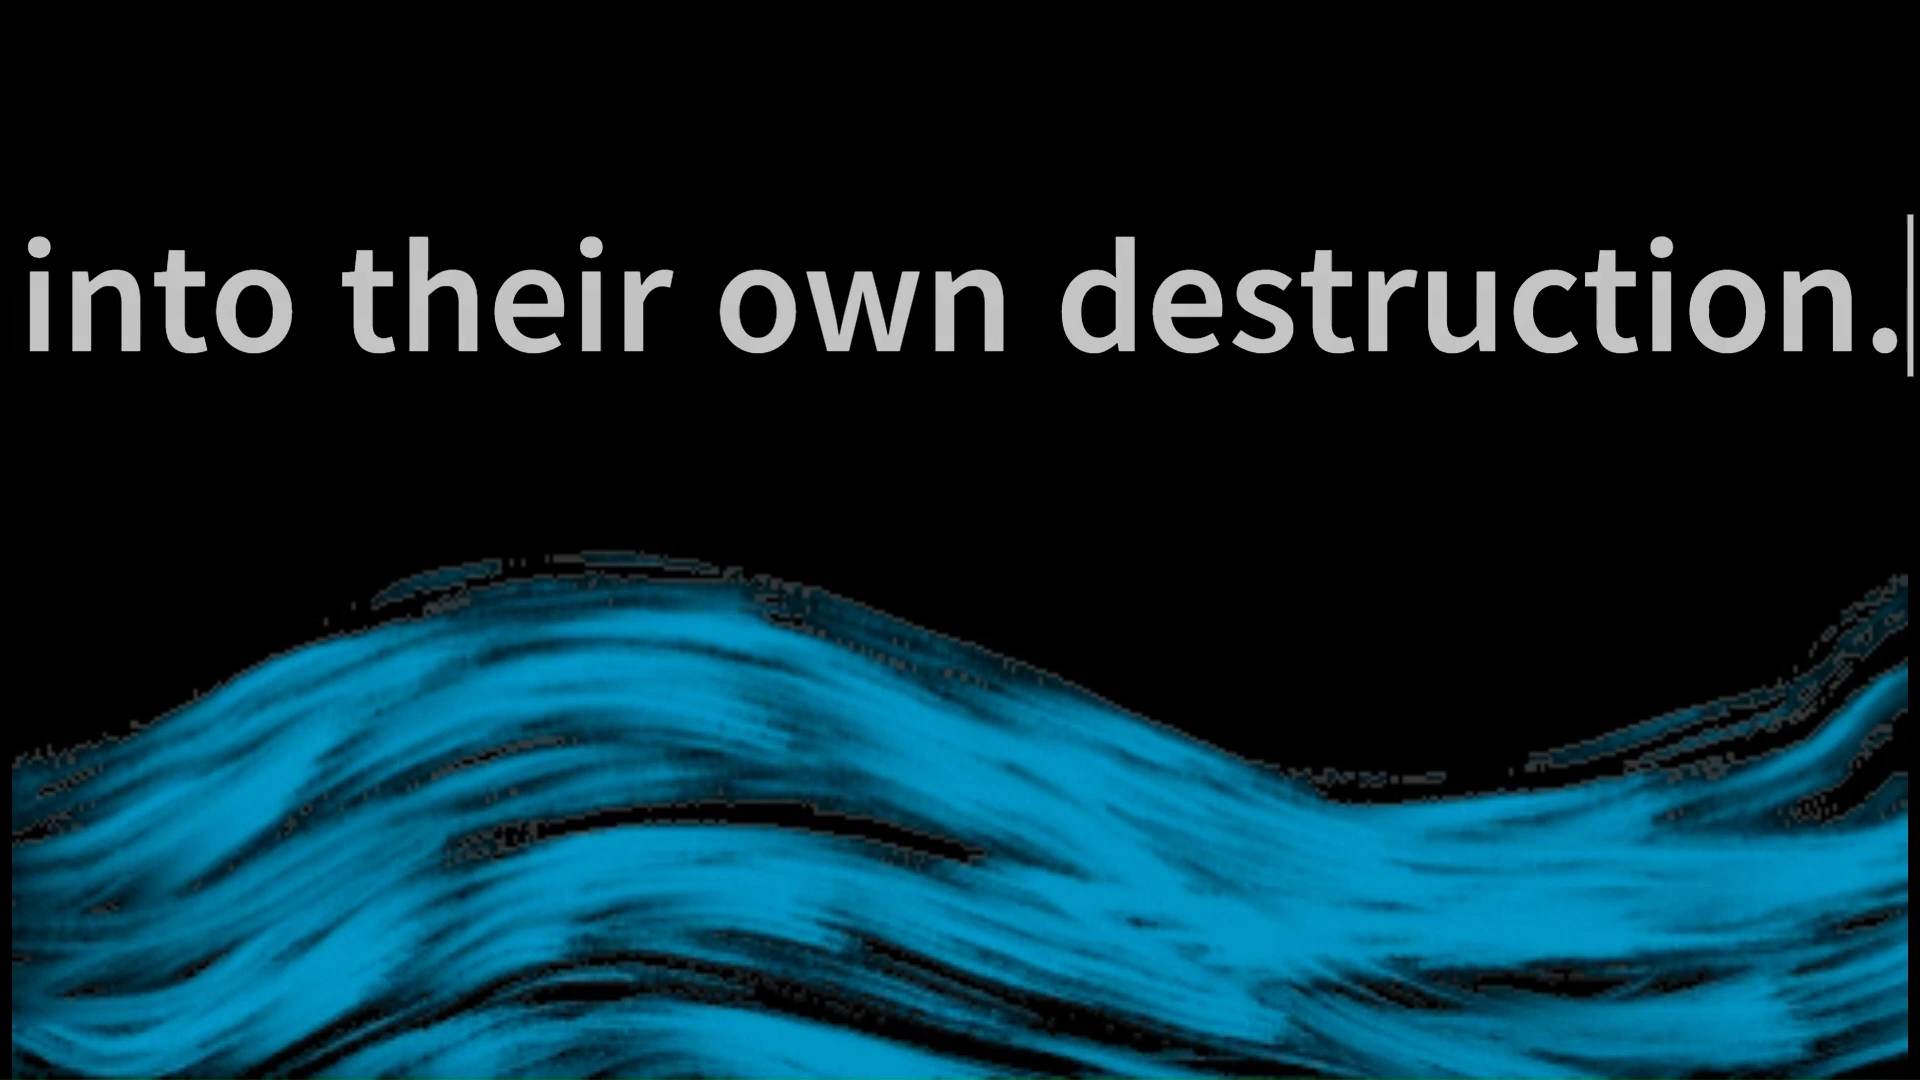 into their own destruction.